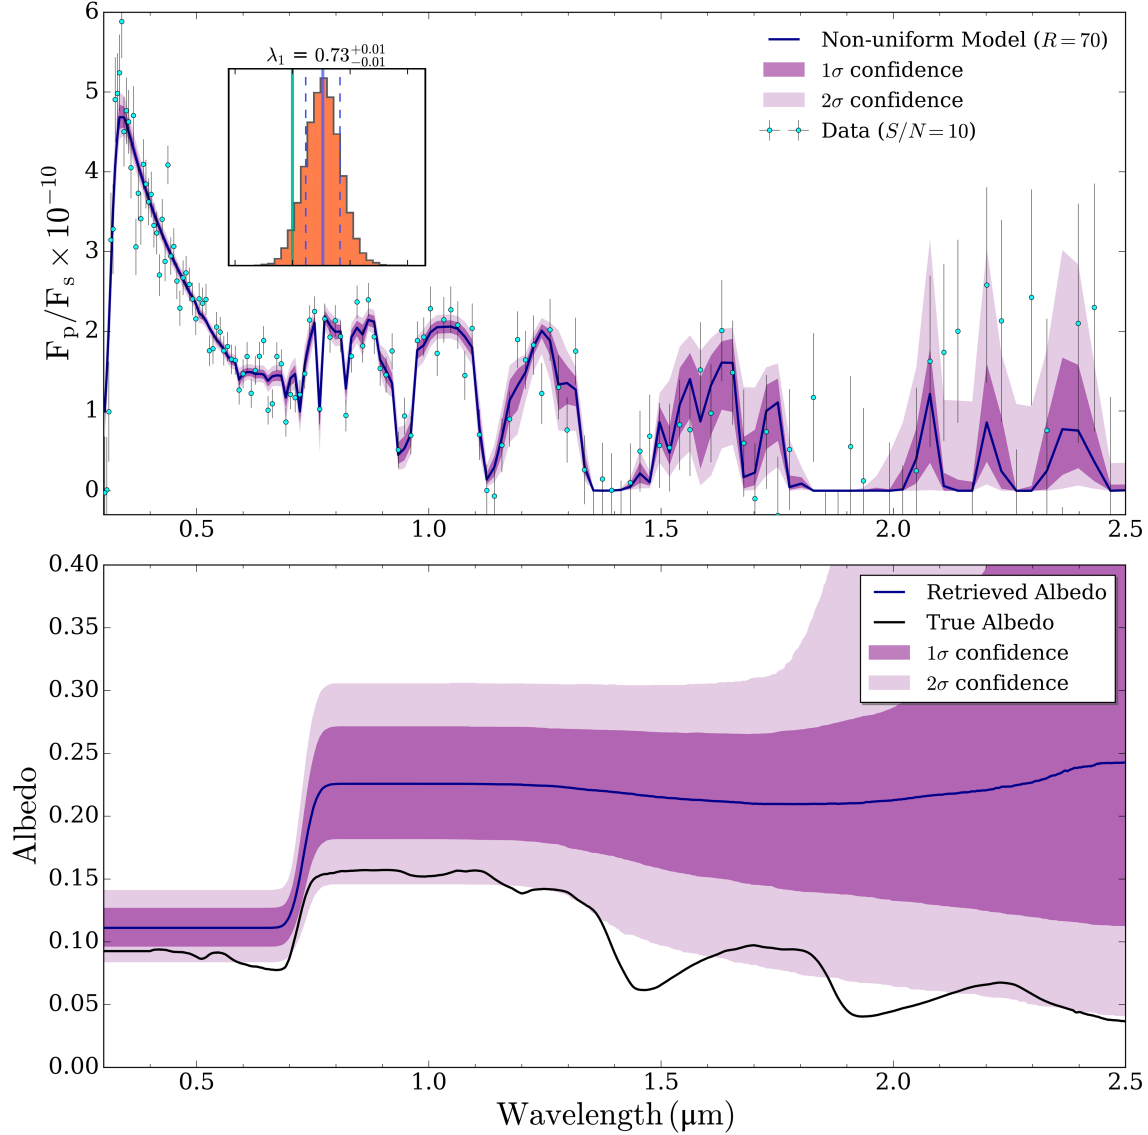 6
5
4
3
2
1
0
F_p/F_s × 10^{-10}
λ_1 = 0.73^{+0.01}_{-0.01}
Non-uniform Model (R=70)
1σ confidence
2σ confidence
Data (S/N=10)
0.5 1.0 1.5 2.0 2.5
0.40
0.35
0.30
0.25
0.20
0.15
0.10
0.05
0.00
Albedo
Retrieved Albedo
True Albedo
1σ confidence
2σ confidence
0.5 1.0 1.5 2.0 2.5
Wavelength (μm)